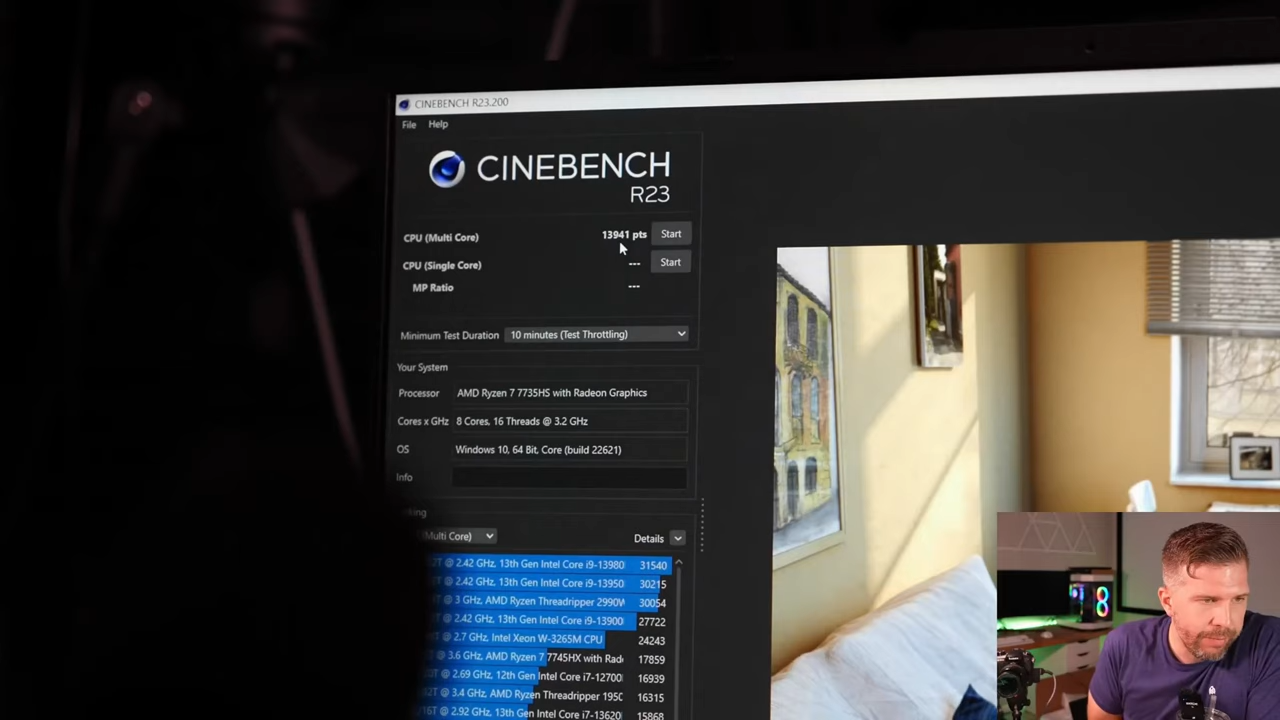 CINEBENCH R23.200
File Help
CINEBENCH
R23
CPU (Multi Core) 13941 pts Start
CPU (Single Core) --- Start
MP Ratio ---
Minimum Test Duration 10 minutes (Test Throttling)
Your System
Processor AMD Ryzen 7 7735HS with Radeon Graphics
Cores x GHz 8 Cores, 16 Threads @ 3.2 GHz
OS Windows 10, 64 Bit, Core (build 22621)
Info
king
(Multi Core) Details
@ 2.42 GHz, 13th Gen Intel Core i9-13980 31540
@ 2.42 GHz, 13th Gen Intel Core i9-13950 30215
@ 3 GHz, AMD Ryzen Threadripper 2990W 30054
@ 2.42 GHz, 13th Gen Intel Core i9-13900 27722
@ 2.7 GHz, Intel Xeon W-3265M CPU 24243
@ 3.6 GHz, AMD Ryzen 7 7745HX with Rade 17859
@ 2.69 GHz, 12th Gen Intel Core i7-12700 16939
@ 3.4 GHz, AMD Ryzen Threadripper 195 16315
@ 2.92 GHz, 13th Gen Intel Core i7-13620 15868